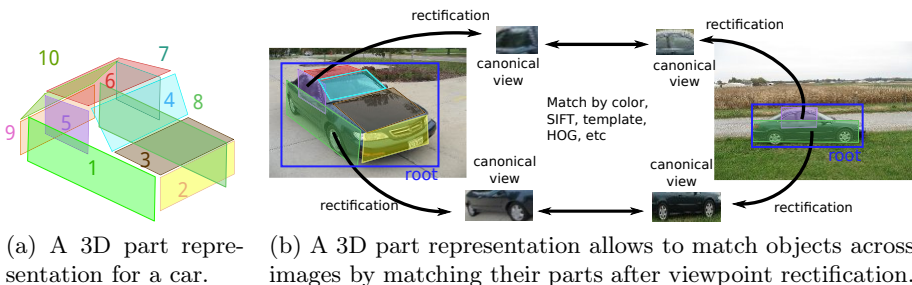 10
7
6
4
8
5
9
1
3
2
rectification
rectification
canonical
view
canonical
view
Match by color,
SIFT, template,
HOG, etc
root
root
canonical
view
canonical
view
rectification
rectification
(a) A 3D part repre-
sentation for a car.
(b) A 3D part representation allows to match objects across
images by matching their parts after viewpoint rectification.